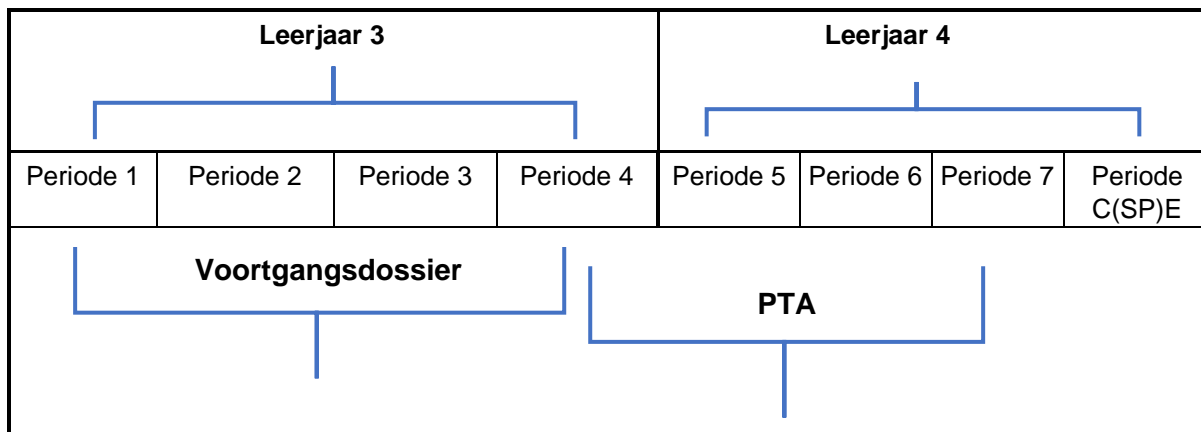 Leerjaar 3
Leerjaar 4
Periode 1
Periode 2
Periode 3
Periode 4
Periode 5
Periode 6
Periode 7
Periode
C(SP)E
Voortgangsdossier
PTA